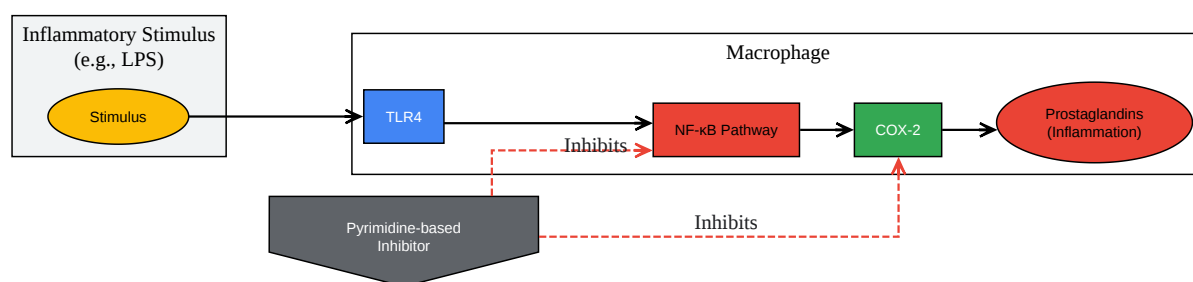 Inflammatory Stimulus
(e.g., LPS)
Stimulus
Macrophage
TLR4
NF-κB Pathway
COX-2
Prostaglandins
(Inflammation)
Inhibits
Pyrimidine-based
Inhibitor
Inhibits